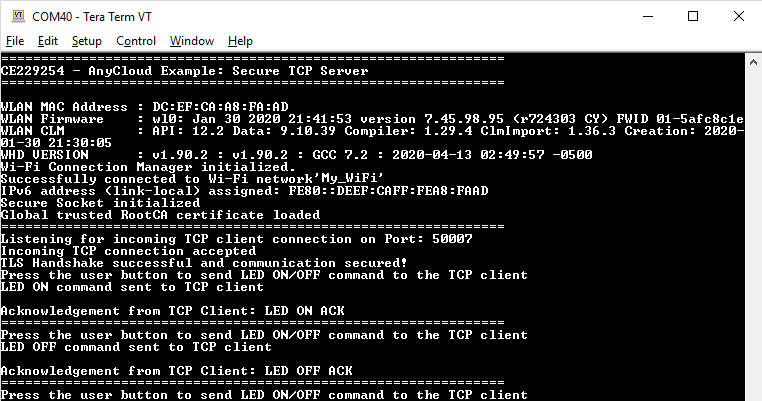 COM40 - Tera Term VT
File Edit Setup Control Window Help
============================================================
CE229254 - AnyCloud Example: Secure TCP Server
============================================================
WLAN MAC Address : DC:EF:CA:A8:FA:AD
WLAN Firmware : wl0: Jan 30 2020 21:41:53 version 7.45.98.95 (r724303 CY) FWID 01-5afc8c1e
WLAN CLM : API: 12.2 Data: 9.10.39 Compiler: 1.29.4 ClmImport: 1.36.3 Creation: 2020-
01-30 21:30:05
WHD VERSION : v1.90.2 : v1.90.2 : GCC 7.2 : 2020-04-13 02:49:57 -0500
Wi-Fi Connection Manager initialized.
Successfully connected to Wi-Fi network'My_WiFi'
IPv6 address (link-local) assigned: FE80::DEEF:CAFF:FEA8:FAAD
Secure Socket initialized
Global trusted RootCA certificate loaded
============================================================
Listening for incoming TCP client connection on Port: 50007
Incoming TCP connection accepted
TLS Handshake successful and communication secured!
Press the user button to send LED ON/OFF command to the TCP client
LED ON command sent to TCP client
Acknowledgement from TCP Client: LED ON ACK
============================================================
Press the user button to send LED ON/OFF command to the TCP client
LED OFF command sent to TCP client
Acknowledgement from TCP Client: LED OFF ACK
============================================================
Press the user button to send LED ON/OFF command to the TCP client